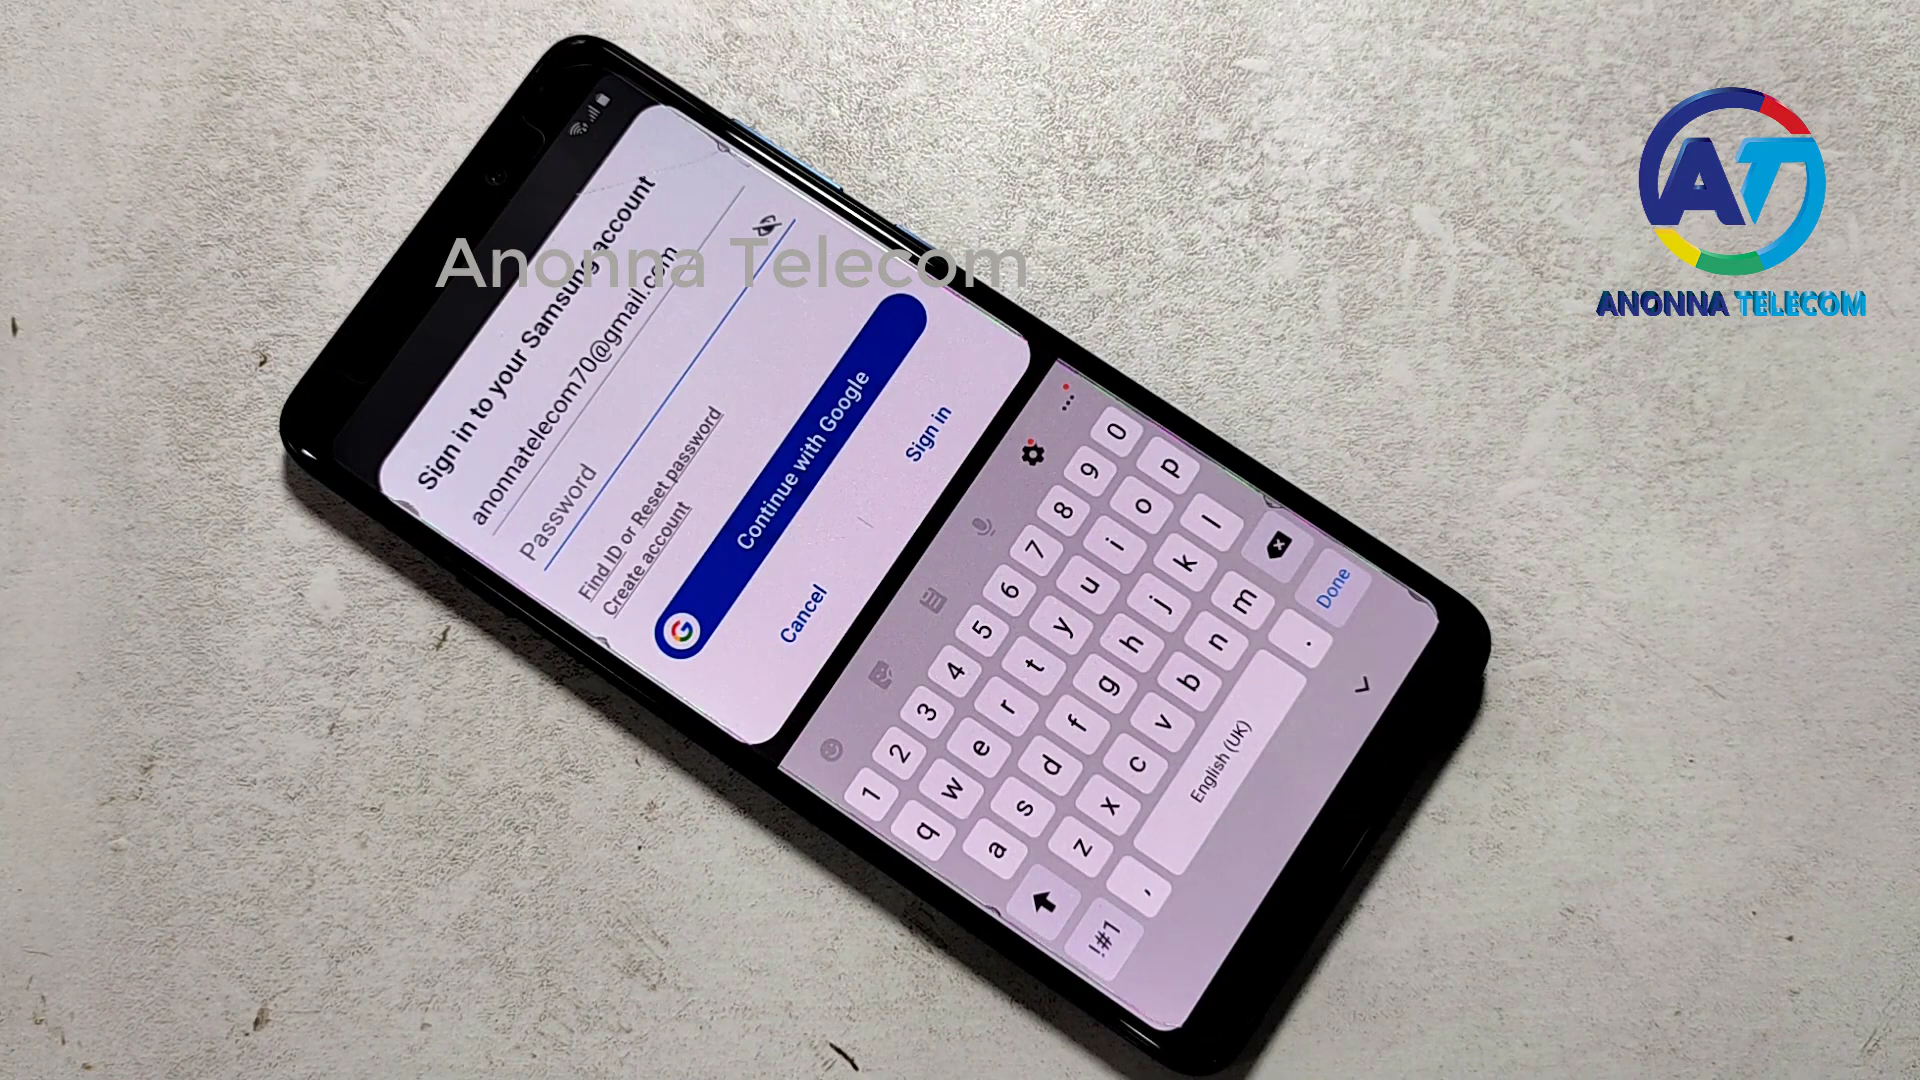 Anonna Telecom
AT
ANONNA TELECOM
Sign in to your Samsung account
anonnatelecom70@gmail.com
Password
Find ID or Reset password
Create account
G
Continue with Google
Cancel
Sign in
1 2 3 4 5 6 7 8 9 0
q w e r t y u i o p
a s d f g h j k l
z x c v b n m
!#1 , English (UK) . Done